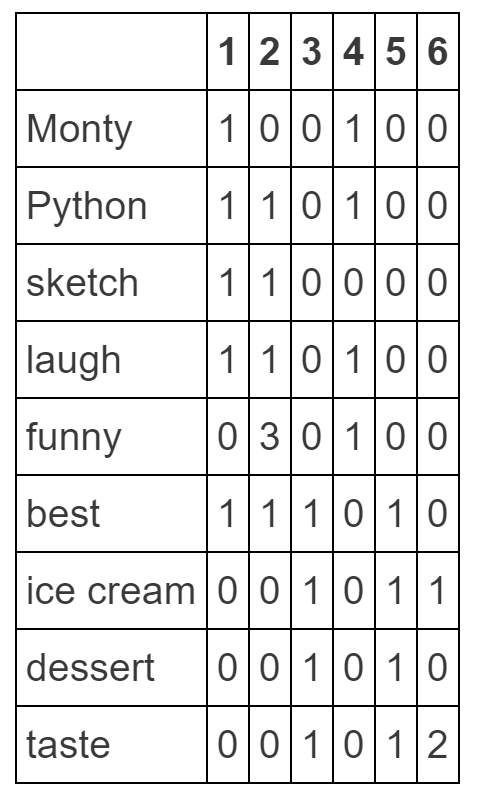 1 2 3 4 5 6
Monty 1 0 0 1 0 0
Python 1 1 0 1 0 0
sketch 1 1 0 0 0 0
laugh 1 1 0 1 0 0
funny 0 3 0 1 0 0
best 1 1 1 0 1 0
ice cream 0 0 1 0 1 1
dessert 0 0 1 0 1 0
taste 0 0 1 0 1 2